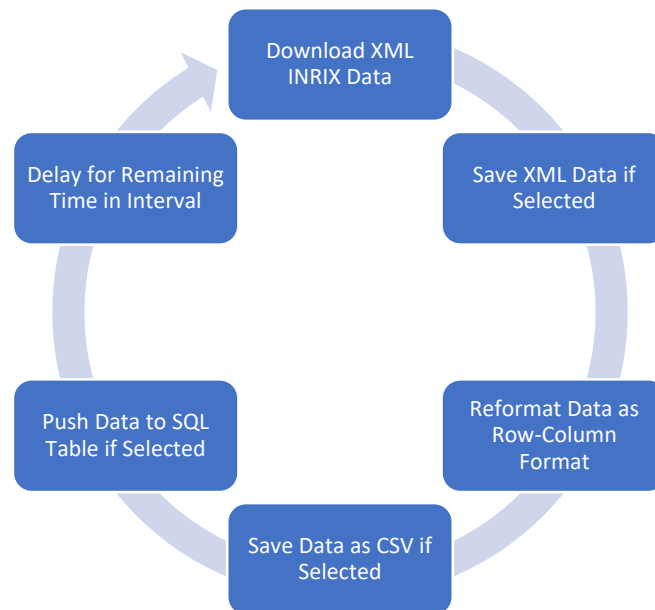 Download XML
INRIX Data
Save XML Data if
Selected
Reformat Data as
Row-Column
Format
Save Data as CSV if
Selected
Push Data to SQL
Table if Selected
Delay for Remaining
Time in Interval